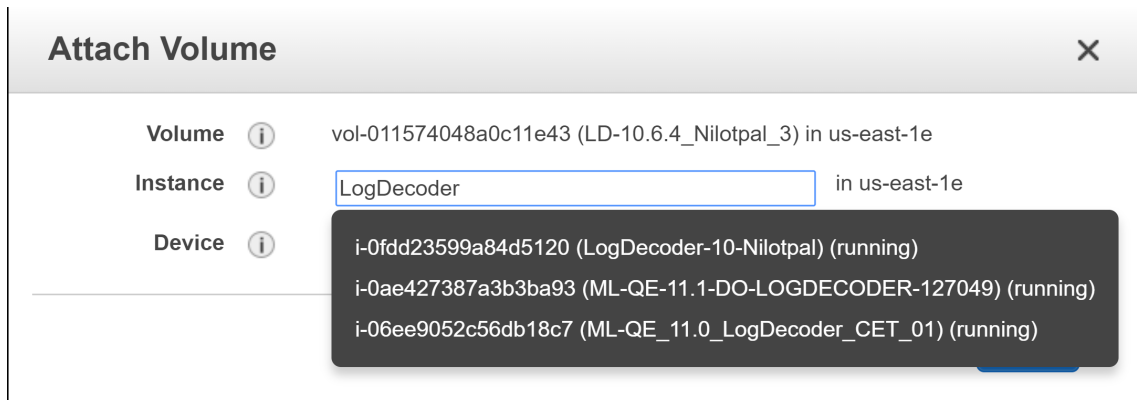 Attach Volume
Volume i vol-011574048a0c11e43 (LD-10.6.4_Nilotpal_3) in us-east-1e
Instance i LogDecoder in us-east-1e
Device i
i-0fdd23599a84d5120 (LogDecoder-10-Nilotpal) (running)
i-0ae427387a3b3ba93 (ML-QE-11.1-DO-LOGDECODER-127049) (running)
i-06ee9052c56db18c7 (ML-QE_11.0_LogDecoder_CET_01) (running)